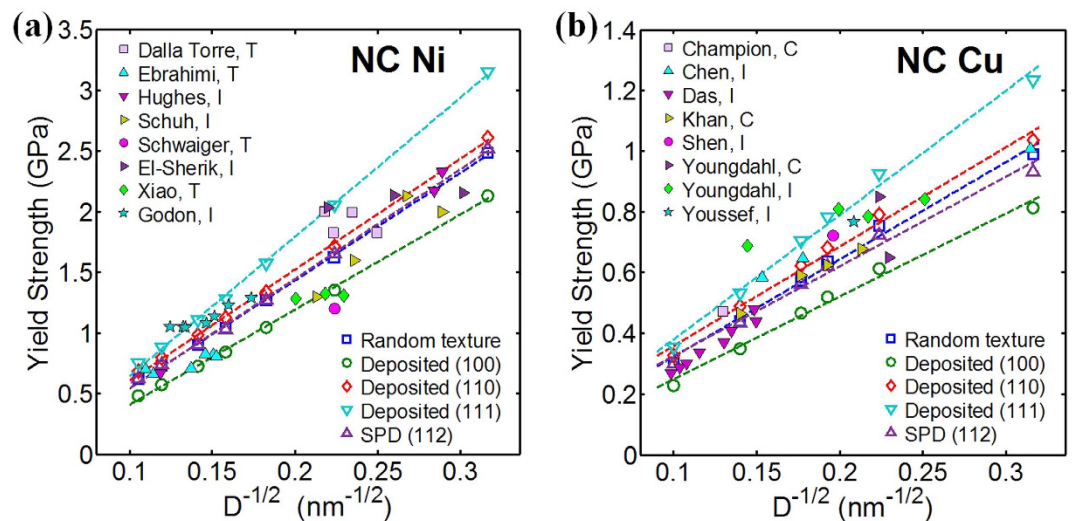 (a)
NC Ni
Yield Strength (GPa)
3.5
3
2.5
2
1.5
1
0.5
0
0.1
0.15
0.2
0.25
0.3
D-1/2 (nm-1/2)
Dalla Torre, T
Ebrahimi, T
Hughes, I
Schuh, I
Schwaiger, T
El-Sherik, I
Xiao, T
Godon, I
Random texture
Deposited (100)
Deposited (110)
Deposited (111)
SPD (112)
(b)
NC Cu
Yield Strength (GPa)
1.4
1.2
1
0.8
0.6
0.4
0.2
0
0.1
0.15
0.2
0.25
0.3
D-1/2 (nm-1/2)
Champion, C
Chen, I
Das, I
Khan, C
Shen, I
Youngdahl, C
Youngdahl, I
Youssef, I
Random texture
Deposited (100)
Deposited (110)
Deposited (111)
SPD (112)